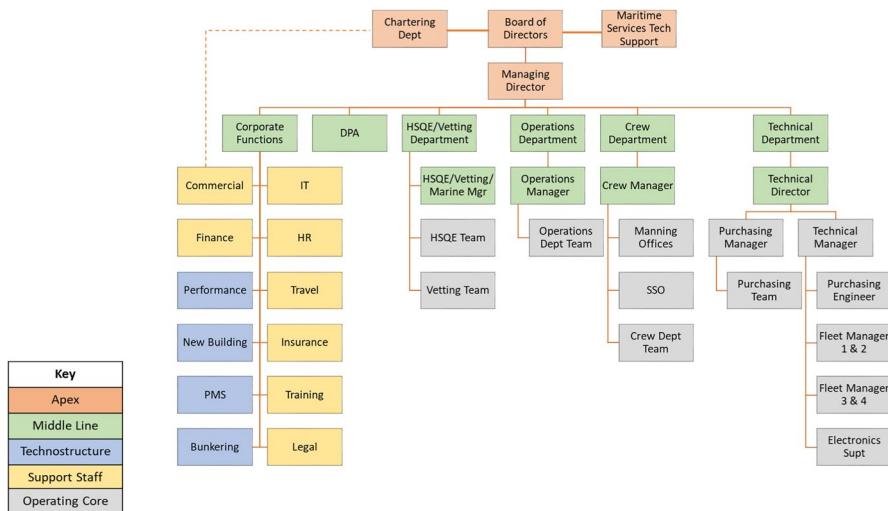 Chartering
Dept
Board of
Directors
Maritime
Services Tech
Support
Managing
Director
Corporate
Functions
DPA
HSQE/Vetting
Department
Operations
Department
Crew
Department
Technical
Department
Commercial
IT
HSQE/Vetting/
Marine Mgr
Operations
Manager
Crew Manager
Technical
Director
Finance
HR
HSQE Team
Operations
Dept Team
Manning
Offices
Purchasing
Manager
Technical
Manager
Performance
Travel
Vetting Team
SSO
Purchasing
Team
Purchasing
Engineer
New Building
Insurance
Crew Dept
Team
Fleet Manager
1 & 2
PMS
Training
Fleet Manager
3 & 4
Bunkering
Legal
Electronics
Supt
Key
Apex
Middle Line
Technostructure
Support Staff
Operating Core